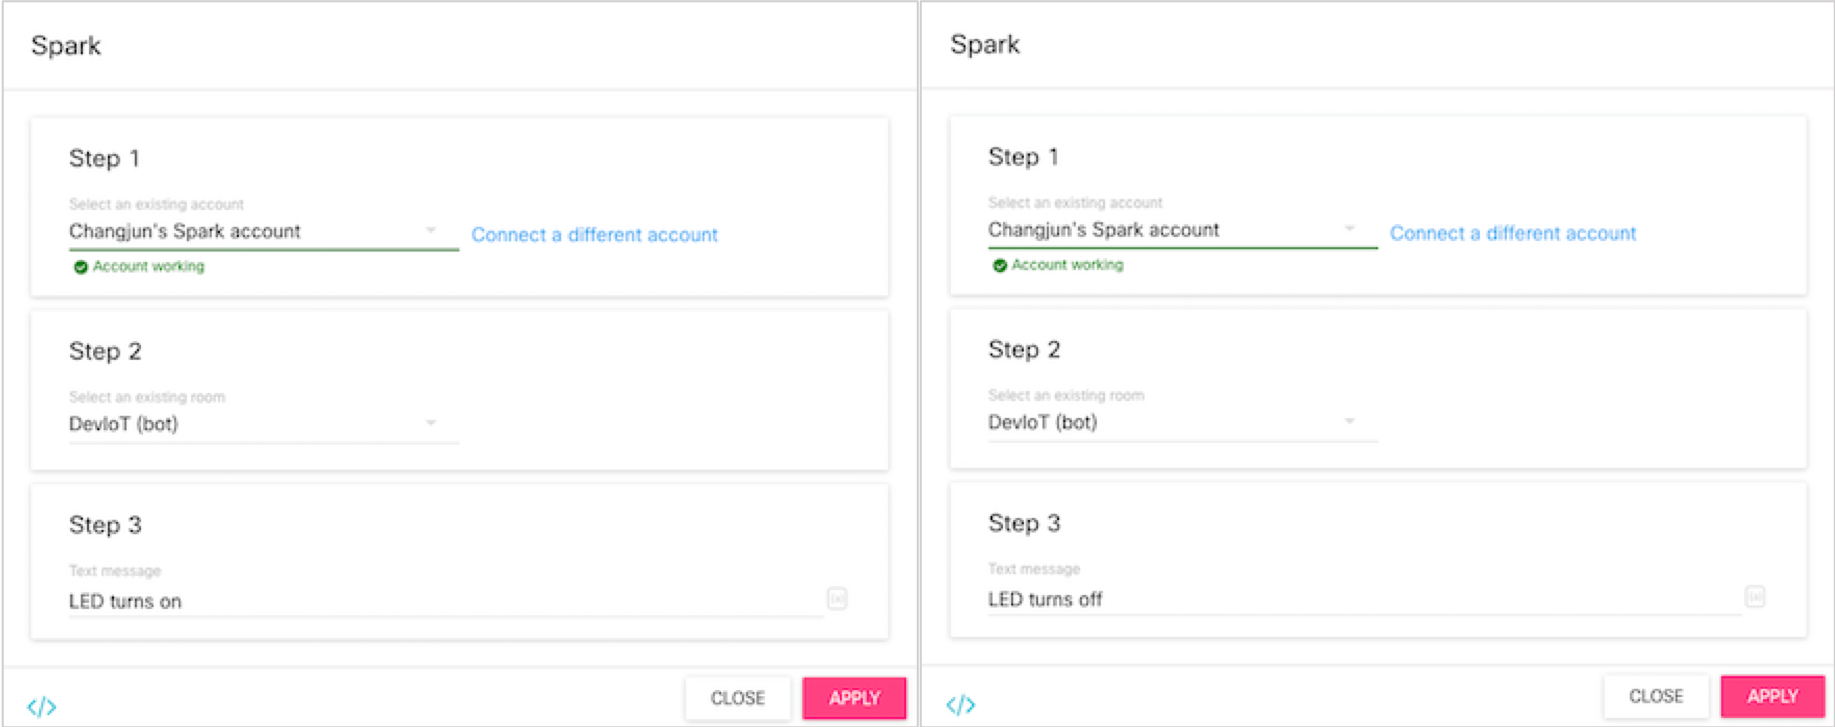 Spark
Step 1
Select an existing account
Changjun's Spark account
Connect a different account
Account working
Step 2
Select an existing room
DevIoT (bot)
Step 3
Text message
LED turns on
</>
CLOSE
APPLY
Spark
Step 1
Select an existing account
Changjun's Spark account
Connect a different account
Account working
Step 2
Select an existing room
DevIoT (bot)
Step 3
Text message
LED turns off
</>
CLOSE
APPLY